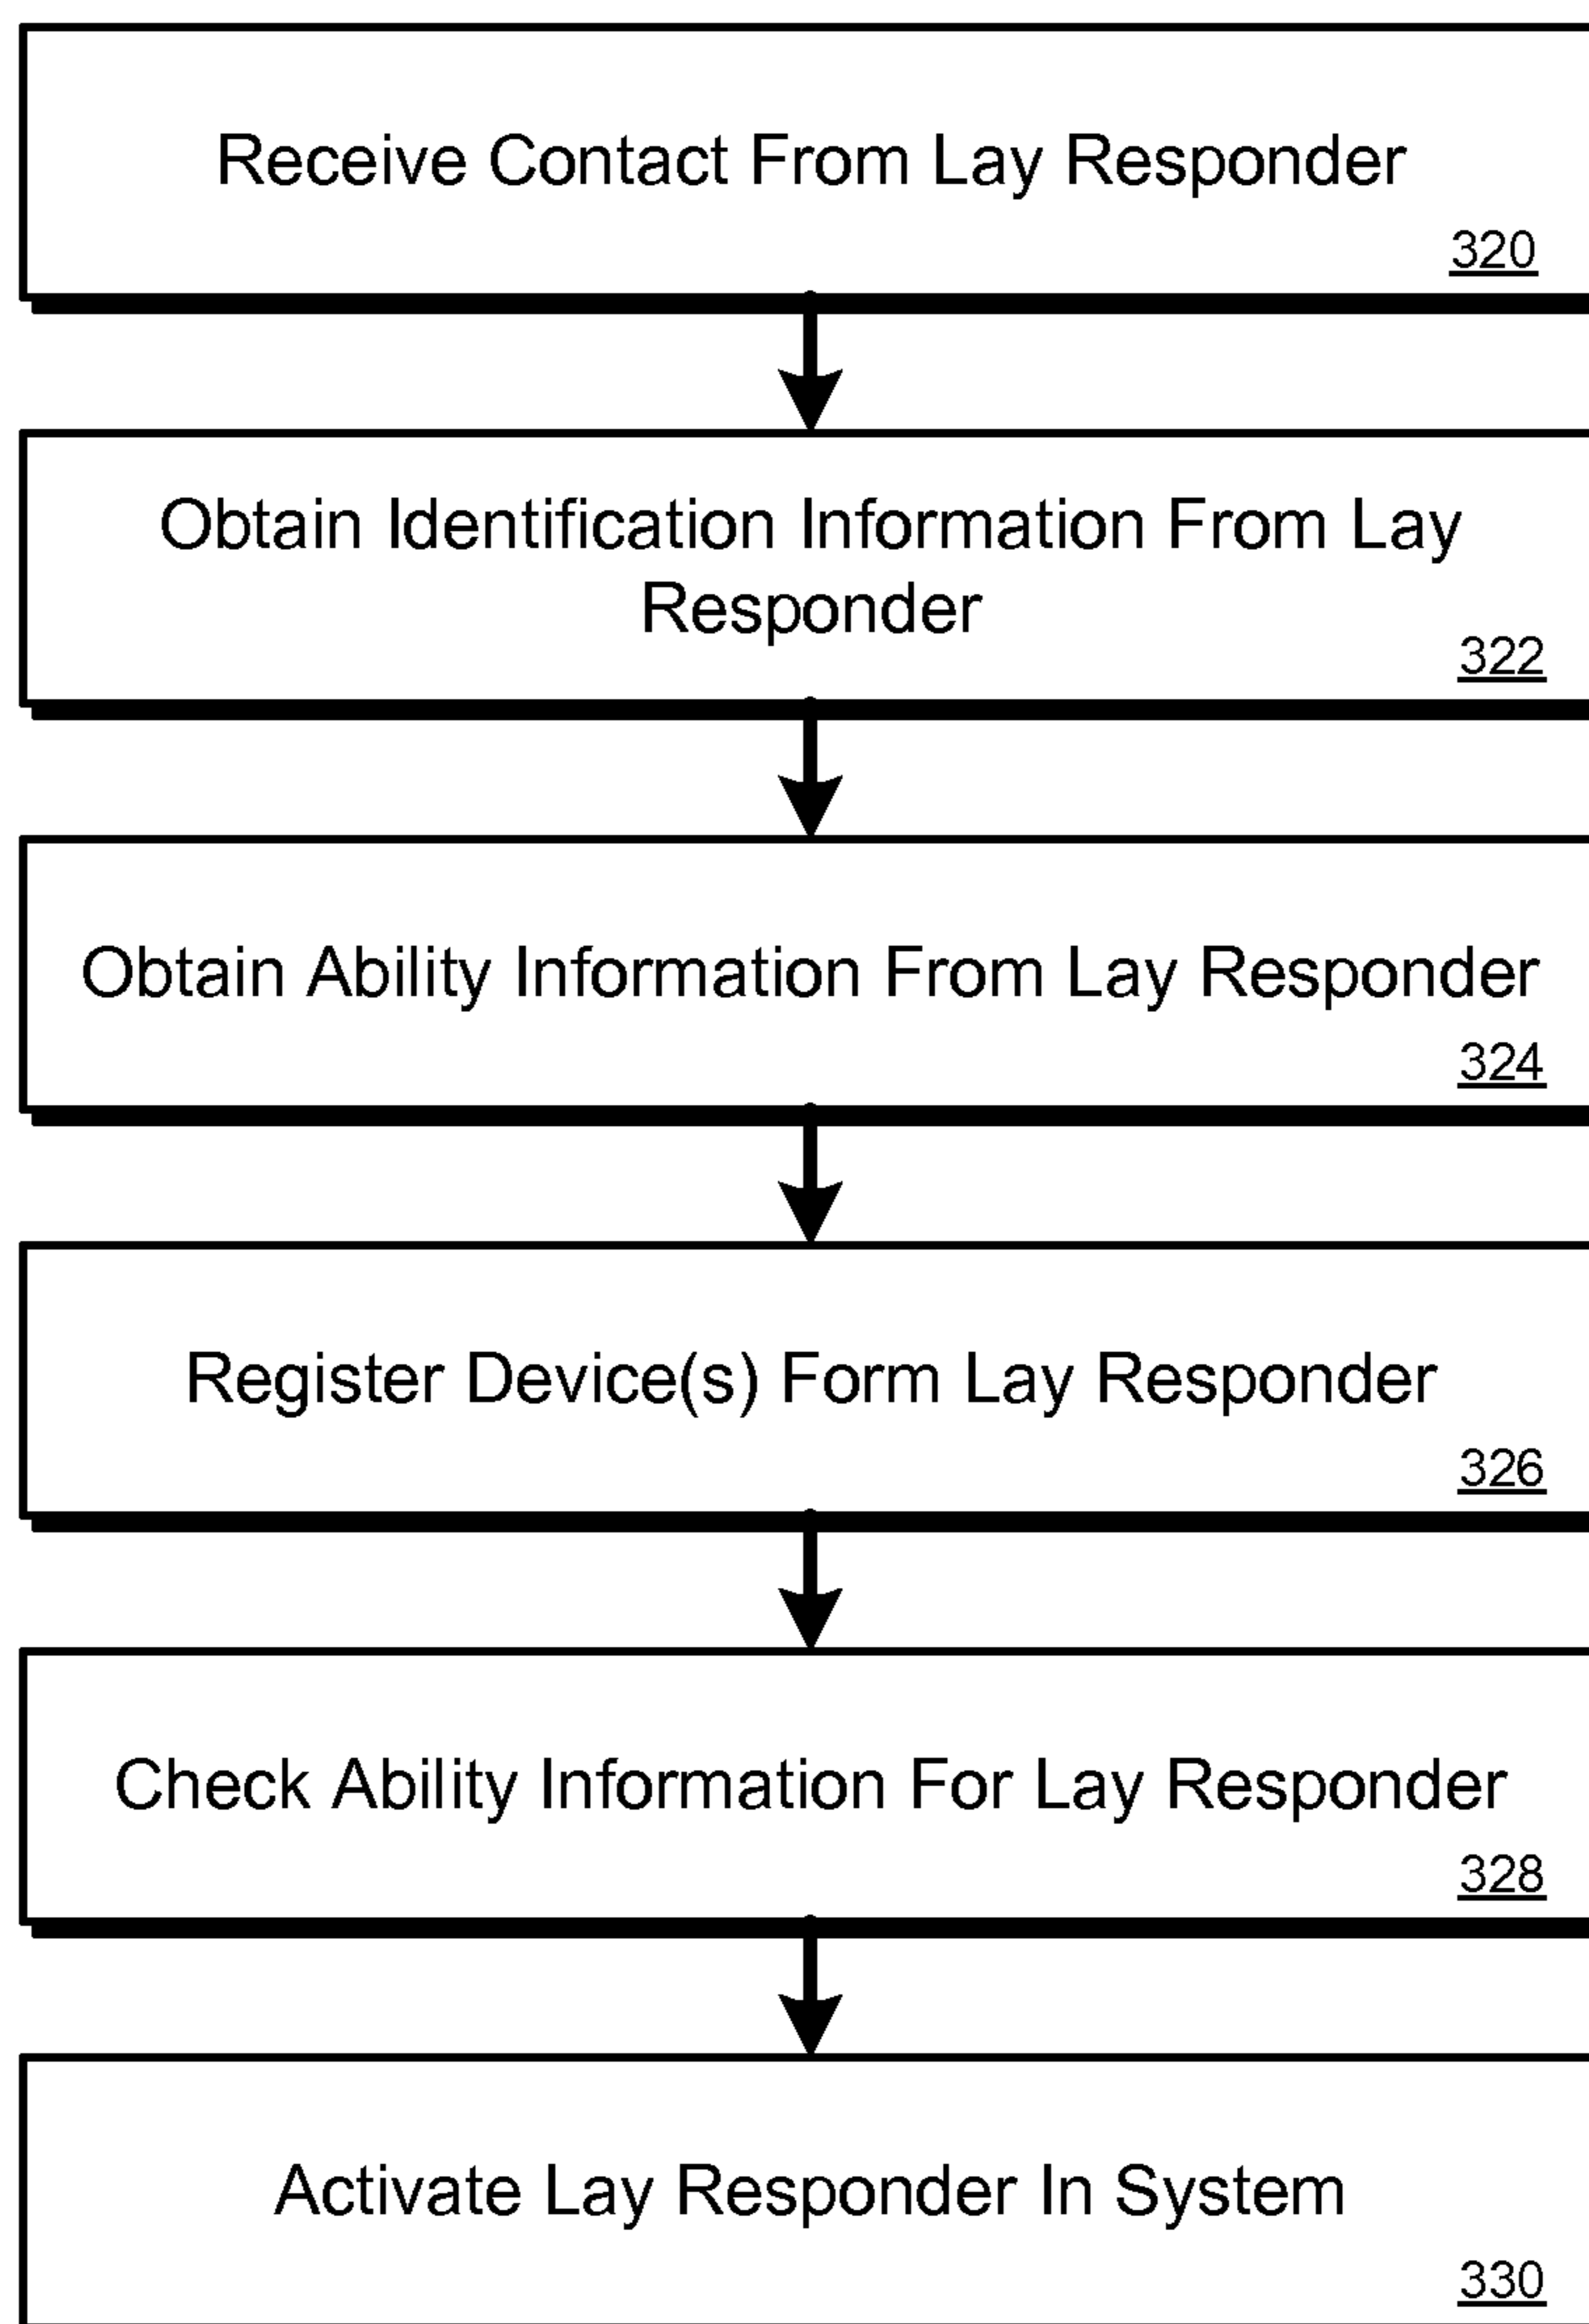 Receive Contact From Lay Responder
320
Obtain Identification Information From Lay
Responder
322
Obtain Ability Information From Lay Responder
324
Register Device(s) Form Lay Responder
326
Check Ability Information For Lay Responder
328
Activate Lay Responder In System
330